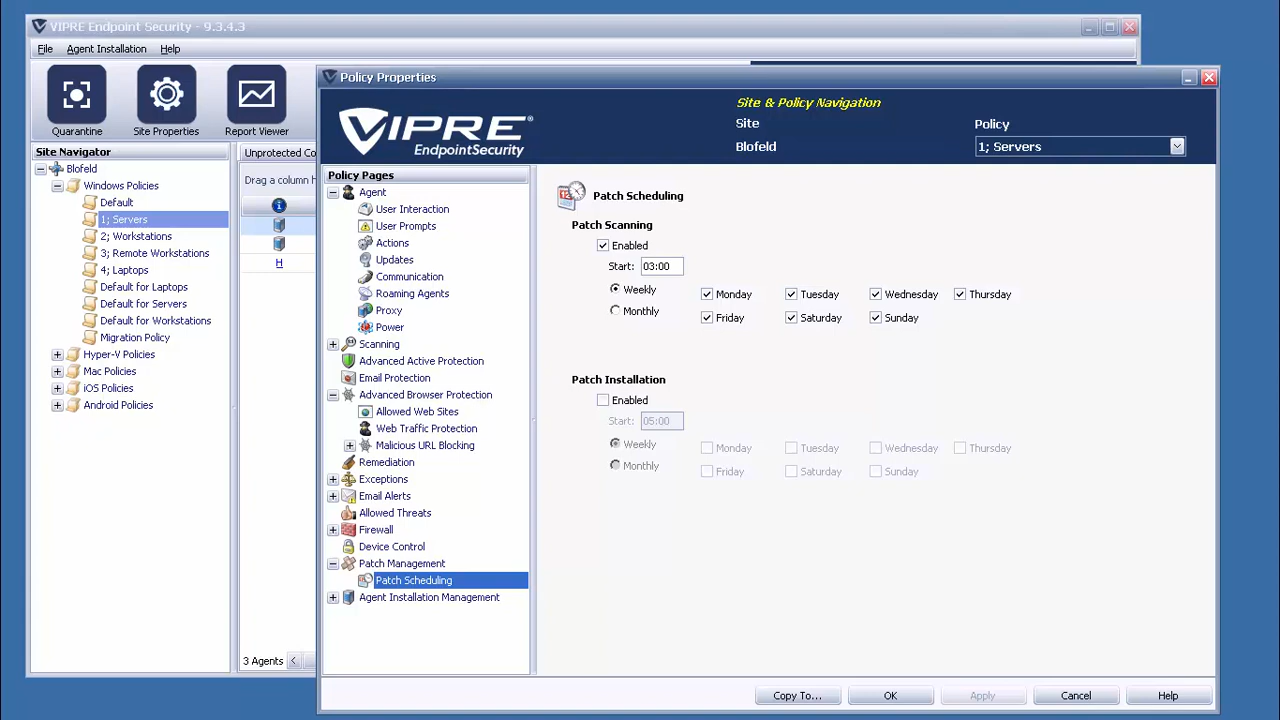 VIPRE Endpoint Security - 9.3.4.3
File Agent Installation Help
Quarantine Site Properties Report Viewer
Site Navigator
Blofeld
Windows Policies
Default
1; Servers
2; Workstations
3; Remote Workstations
4; Laptops
Default for Laptops
Default for Servers
Default for Workstations
Migration Policy
Hyper-V Policies
Mac Policies
iOS Policies
Android Policies
Unprotected Co
Drag a column h
H
3 Agents
Policy Properties
VIPRE®
EndpointSecurity
Site & Policy Navigation
Site
Blofeld
Policy
1; Servers
Policy Pages
Agent
User Interaction
User Prompts
Actions
Updates
Communication
Roaming Agents
Proxy
Power
Scanning
Advanced Active Protection
Email Protection
Advanced Browser Protection
Allowed Web Sites
Web Traffic Protection
Malicious URL Blocking
Remediation
Exceptions
Email Alerts
Allowed Threats
Firewall
Device Control
Patch Management
Patch Scheduling
Agent Installation Management
Patch Scheduling
Patch Scanning
Enabled
Start: 03:00
Weekly
Monthly
Monday Tuesday Wednesday Thursday
Friday Saturday Sunday
Patch Installation
Enabled
Start: 05:00
Weekly
Monthly
Monday Tuesday Wednesday Thursday
Friday Saturday Sunday
Copy To... OK Apply Cancel Help